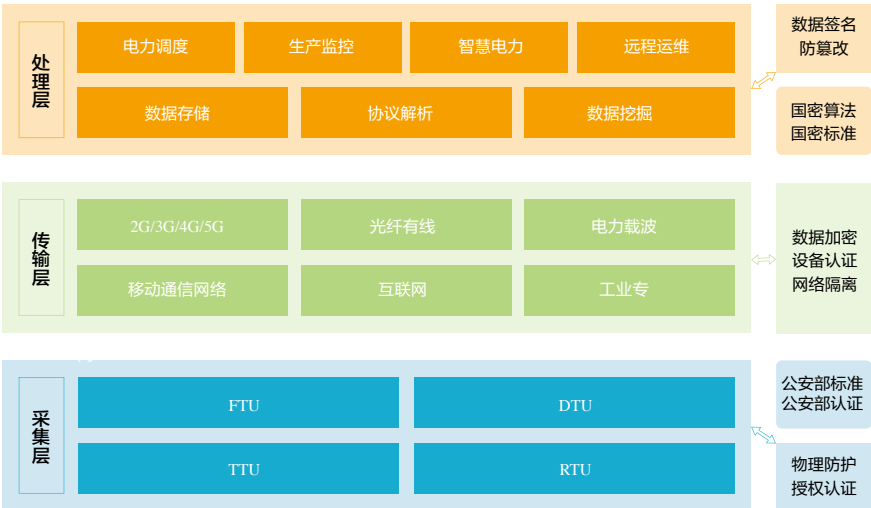 处理层
电力调度
生产监控
智慧电力
远程运维
数据存储
协议解析
数据挖掘
数据签名
防篡改
国密算法
国密标准
传输层
2G/3G/4G/5G
光纤有线
电力载波
移动通信网络
互联网
工业专
数据加密
设备认证
网络隔离
采集层
FTU
DTU
TTU
RTU
公安部标准
公安部认证
物理防护
授权认证